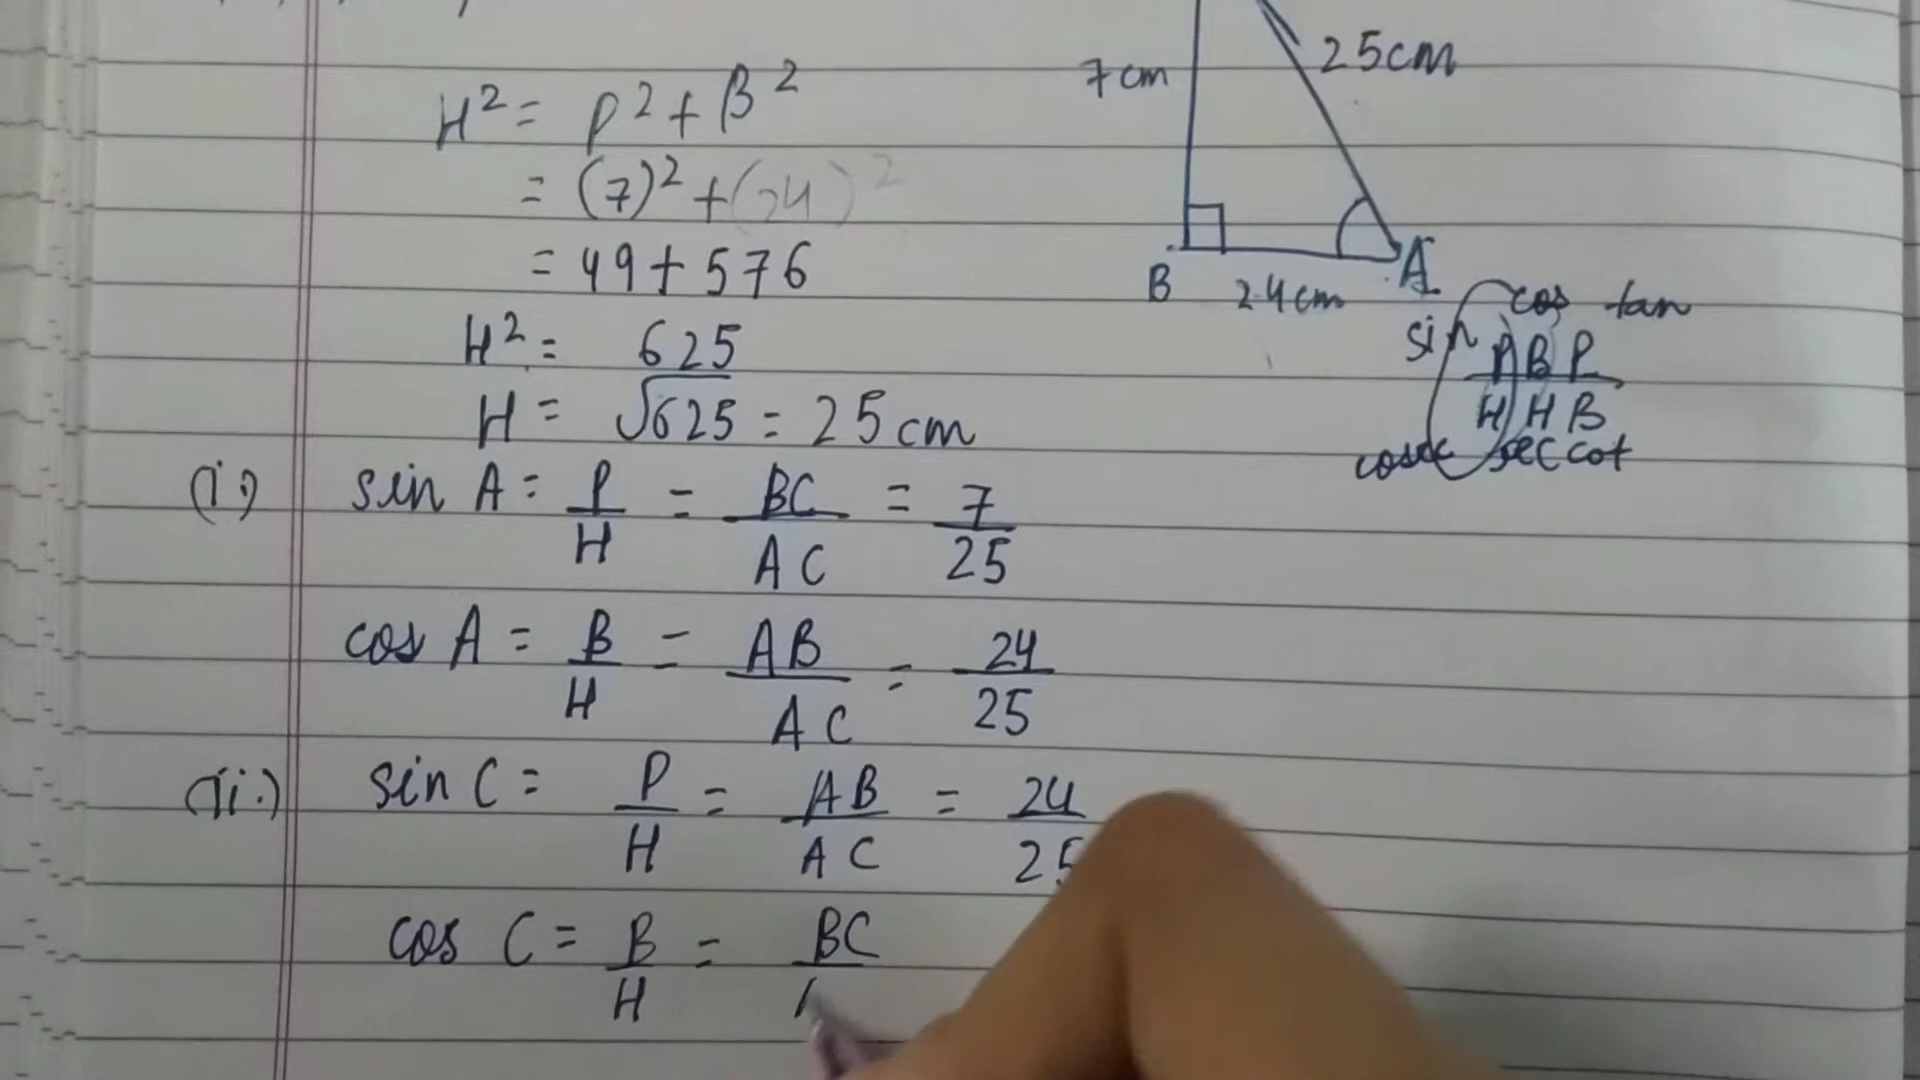 7 cm
25cm
H² = P² + B²
= (7)² + (24)²
= 49 + 576
B 24cm A
H² = 625
sin cos tan
P B P
H H B
cosec sec cot
H = √625 = 25 cm
(i.) sin A = P/H = BC/AC = 7/25
cos A = B/H = AB/AC = 24/25
(ii.) sin C = P/H = AB/AC = 24/25
cos C = B/H = BC/